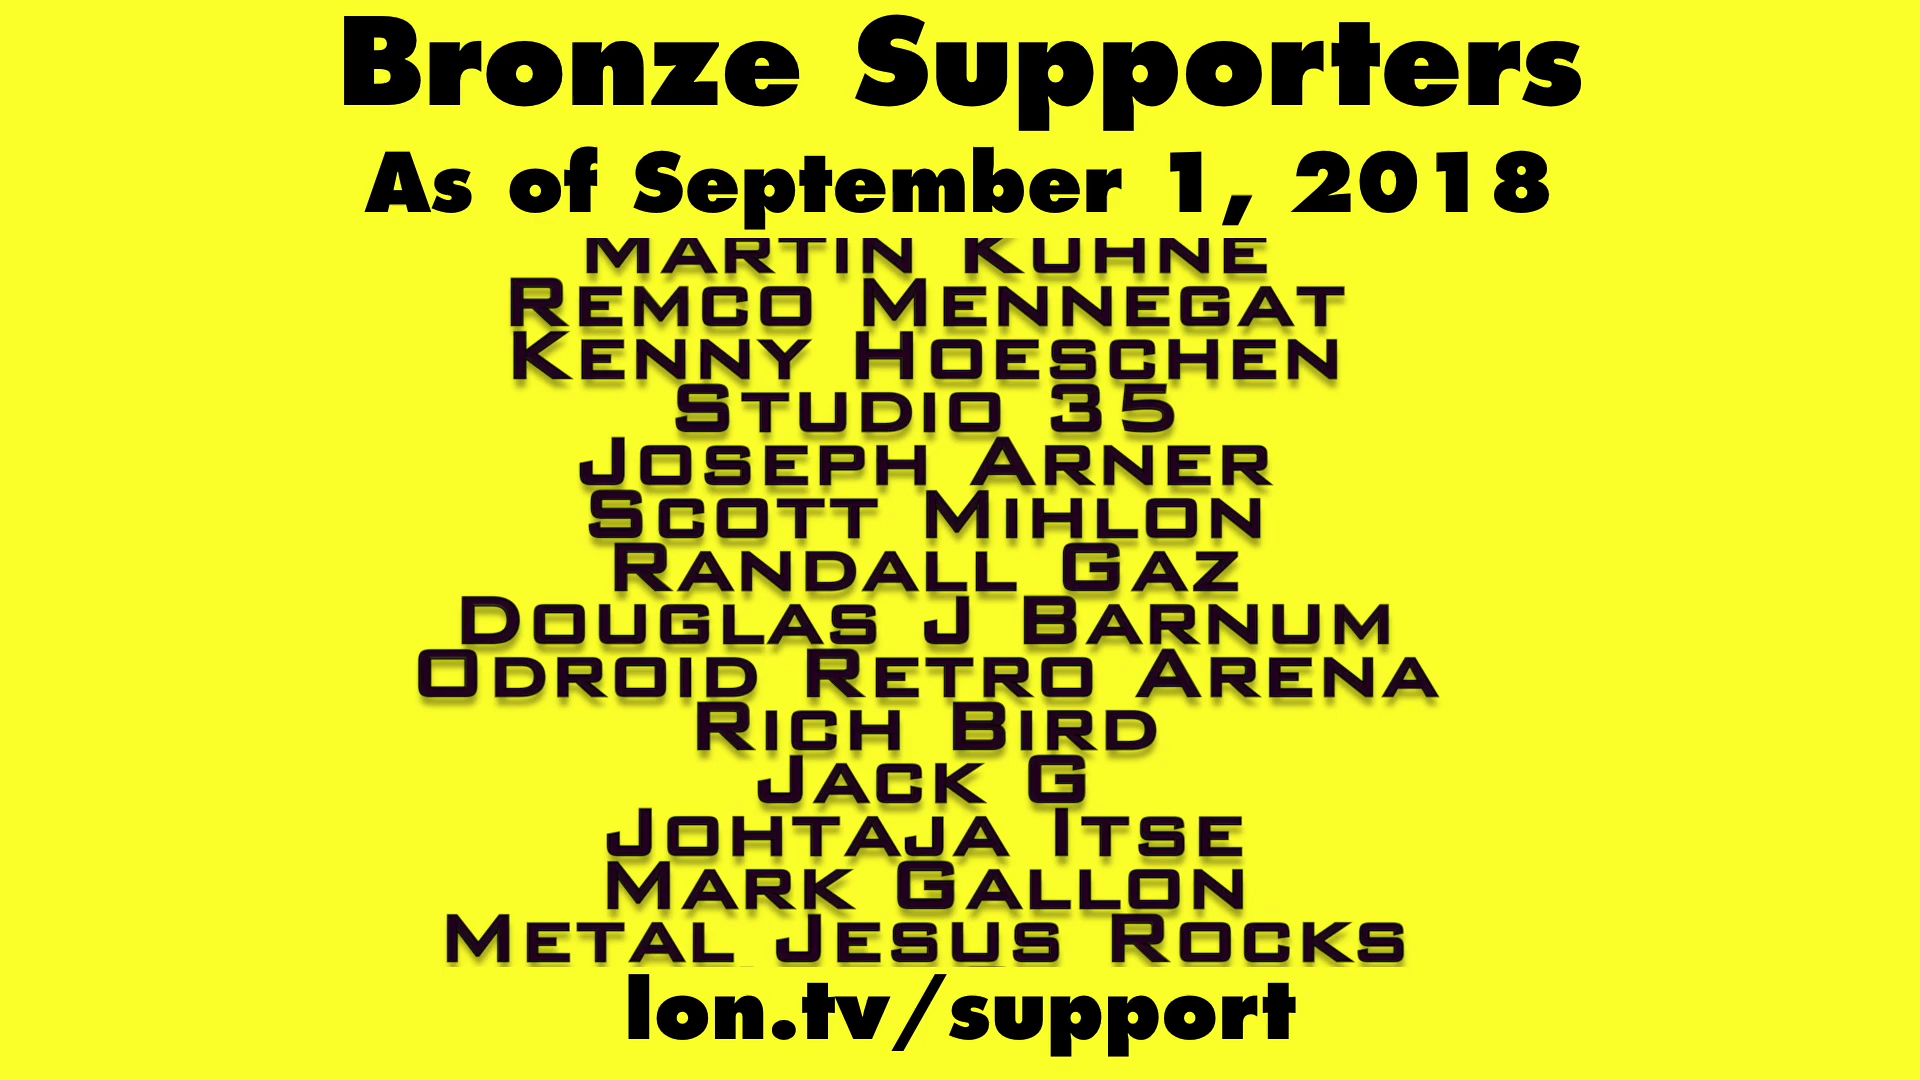 Bronze Supporters
As of September 1, 2018
Martin Kuhne
Remco Mennegat
Kenny Hoeschen
Studio 35
Joseph Arner
Scott Mihlon
Randall Gaz
Douglas J Barnum
Odroid Retro Arena
Rich Bird
Jack G
Johtaja Itse
Mark Gallon
Metal Jesus Rocks
lon.tv/support